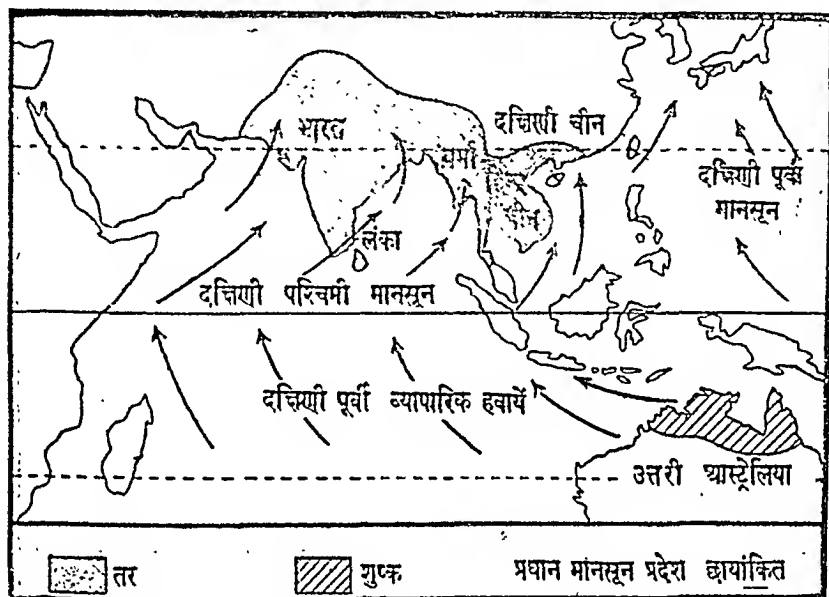 भारत
दक्षिणी चीन
बर्मा
दक्षिणी पूर्वी
मानसून
चीन
लंका
दक्षिणी पश्चिमी मानसून
दक्षिणी पूर्वी व्यापारिक हवायें
उत्तरी आस्ट्रेलिया
तर
शुष्क
प्रधान मानसून प्रदेश छायांकित